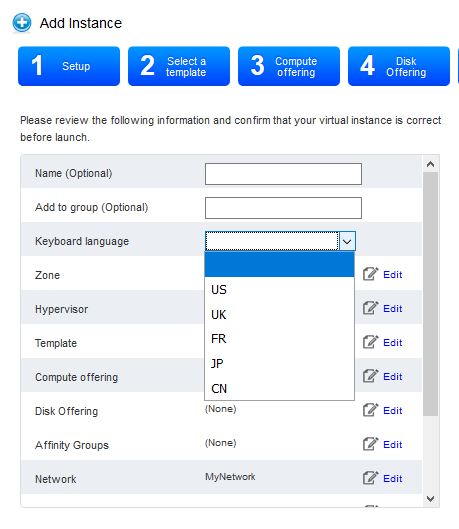 Add Instance
1 Setup
2 Select a
template
3 Compute
offering
4 Disk
Offering
Please review the following information and confirm that your virtual instance is correct
before launch.
Name (Optional)
Add to group (Optional)
Keyboard language
US
UK
FR
JP
CN
Zone Edit
Hypervisor Edit
Template Edit
Compute offering Edit
Disk Offering (None) Edit
Affinity Groups (None) Edit
Network MyNetwork Edit